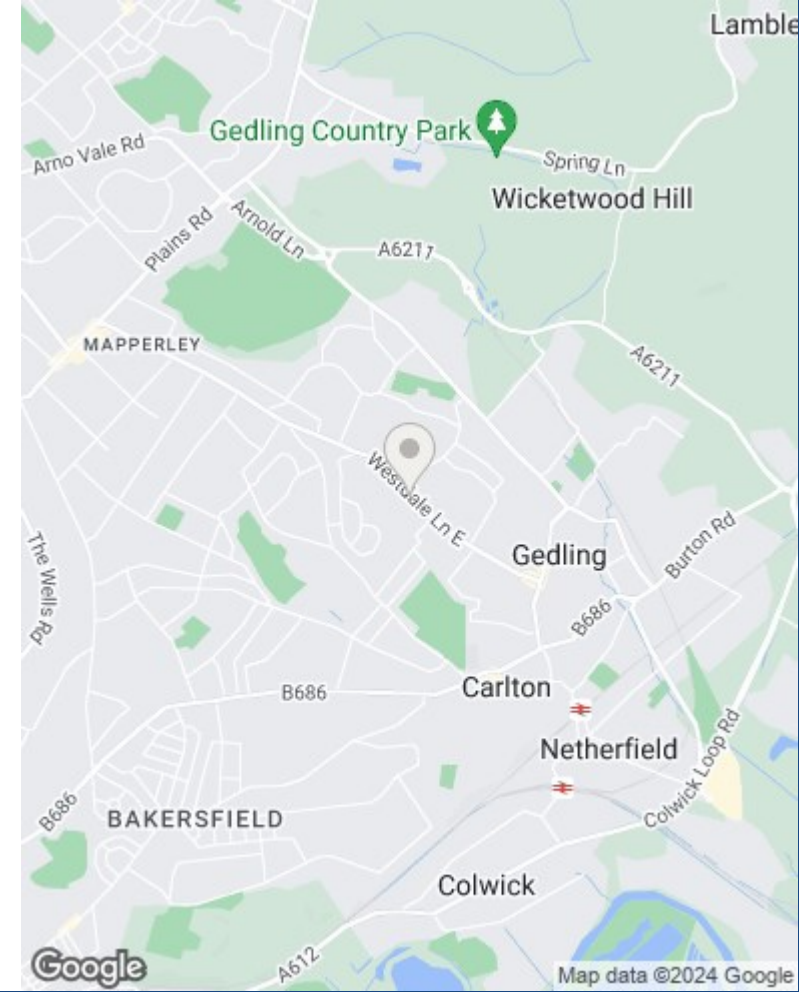 Lamble
Gedling Country Park
Arno Vale Rd
Spring Ln
Wicketwood Hill
Plains Rd
Arnold Ln
A6211
MAPPERLEY
A6211
Westdale Ln E
The Wells Rd
Gedling
Burton Rd
B686
B686
Carlton
Netherfield
Colwick Loop Rd
B686
BAKERSFIELD
Colwick
A612
Google
Map data ©2024 Google